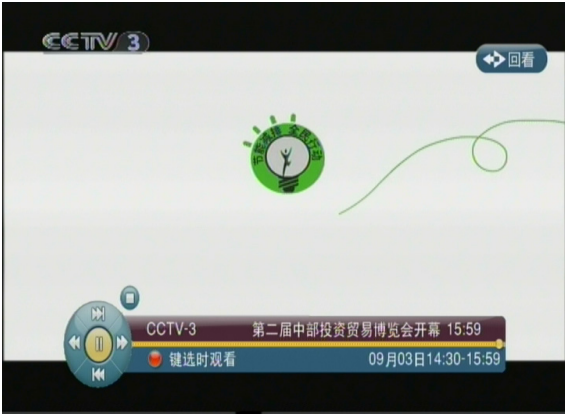 CCTV 3
回看
节能减排 全民行动
CCTV-3 第二届中部投资贸易博览会开幕 15:59
键选时观看 09月03日14:30-15:59